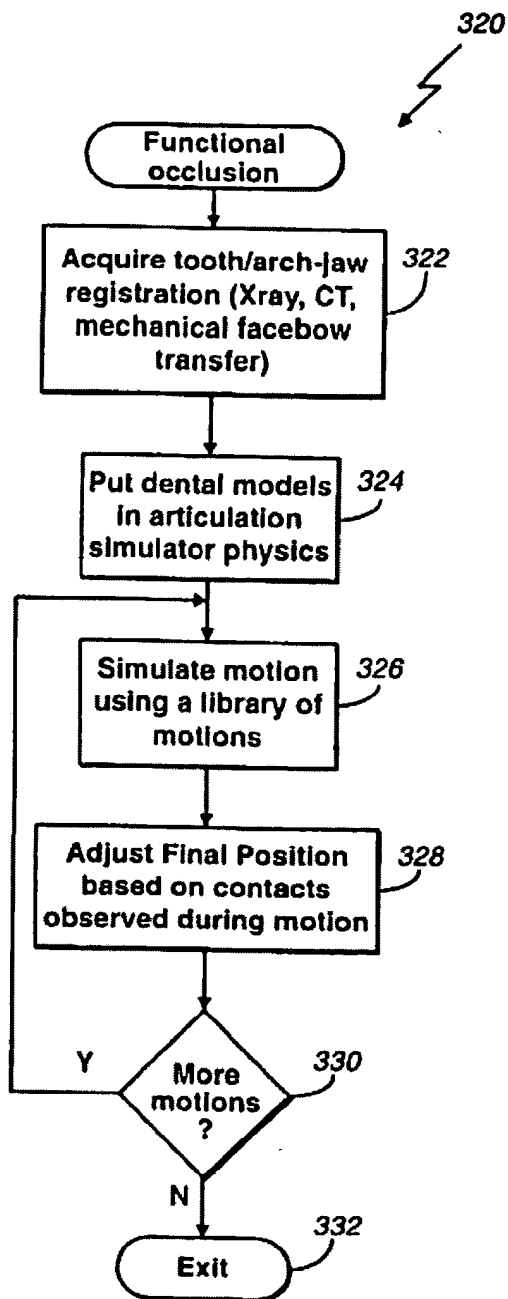 320
Functional
occlusion
Acquire tooth/arch-jaw
registration (Xray, CT,
mechanical facebow
transfer)
322
Put dental models
in articulation
simulator physics
324
Simulate motion
using a library of
motions
326
Adjust Final Position
based on contacts
observed during motion
328
Y
More
motions
?
330
N
Exit
332